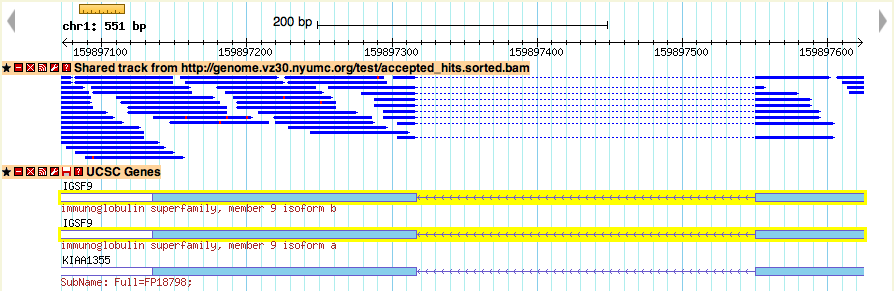 200 bp
chr1: 551 bp
159897100 159897200 159897300 159897400 159897500 159897600
Shared track from http://genome.vz30.nyumc.org/test/accepted_hits.sorted.bam
UCSC Genes
IGSF9
immunoglobulin superfamily, member 9 isoform b
IGSF9
immunoglobulin superfamily, member 9 isoform a
KIAA1355
SubName: Full=FP18798;